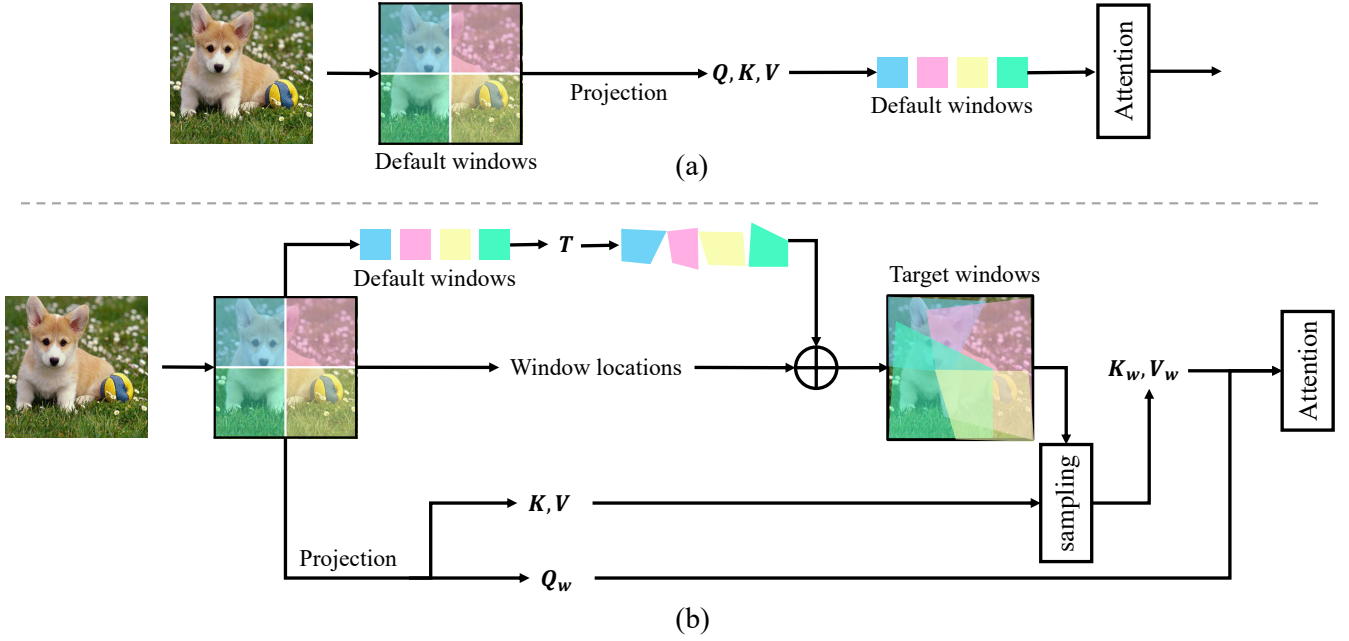 Projection
Q, K, V
Default windows
Attention
Default windows
(a)
Default windows
T
Target windows
Window locations
K_w, V_w
Attention
sampling
K, V
Projection
Q_w
(b)